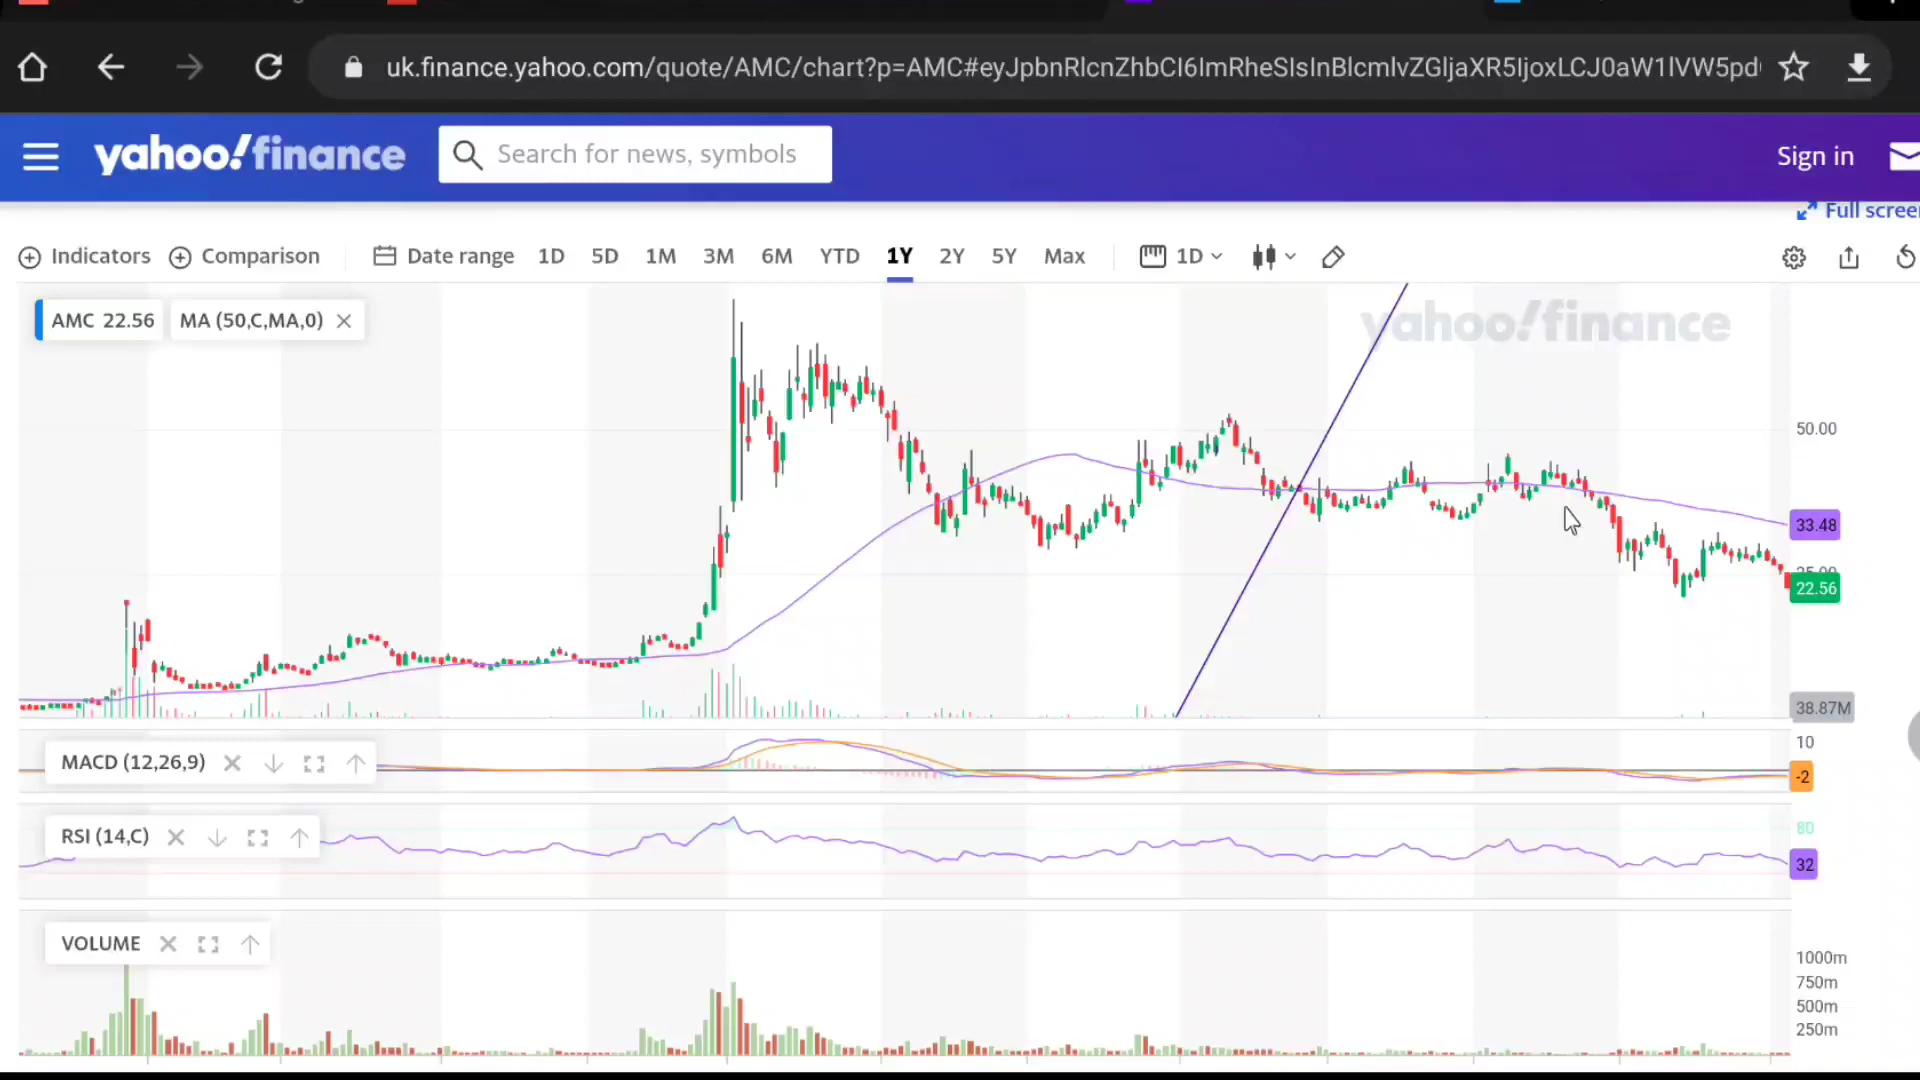 uk.finance.yahoo.com/quote/AMC/chart?p=AMC#eyJpbnRlcnZhbCI6ImRheSIsInBlcmlvZGljaXR5IjoxLCJ0aW1lVW5pd
yahoo!finance
Search for news, symbols
Sign in
Full screen
Indicators
Comparison
Date range
1D 5D 1M 3M 6M YTD 1Y 2Y 5Y Max
1D
AMC 22.56
MA (50,C,MA,0)
yahoo!finance
50.00
33.48
25.00
22.56
38.87M
MACD (12,26,9)
10
-2
RSI (14,C)
80
32
VOLUME
1000m
750m
500m
250m